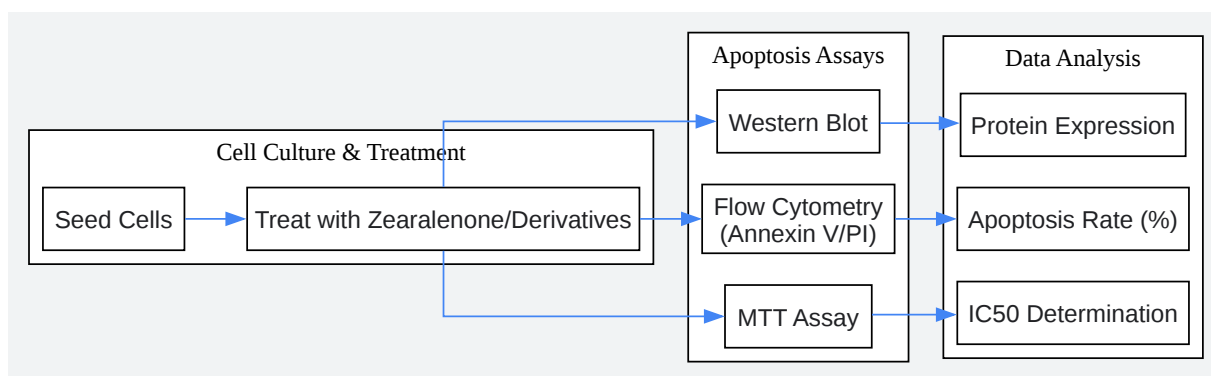 Cell Culture & Treatment
Seed Cells
Treat with Zearalenone/Derivatives
Apoptosis Assays
Western Blot
Flow Cytometry
(Annexin V/PI)
MTT Assay
Data Analysis
Protein Expression
Apoptosis Rate (%)
IC50 Determination